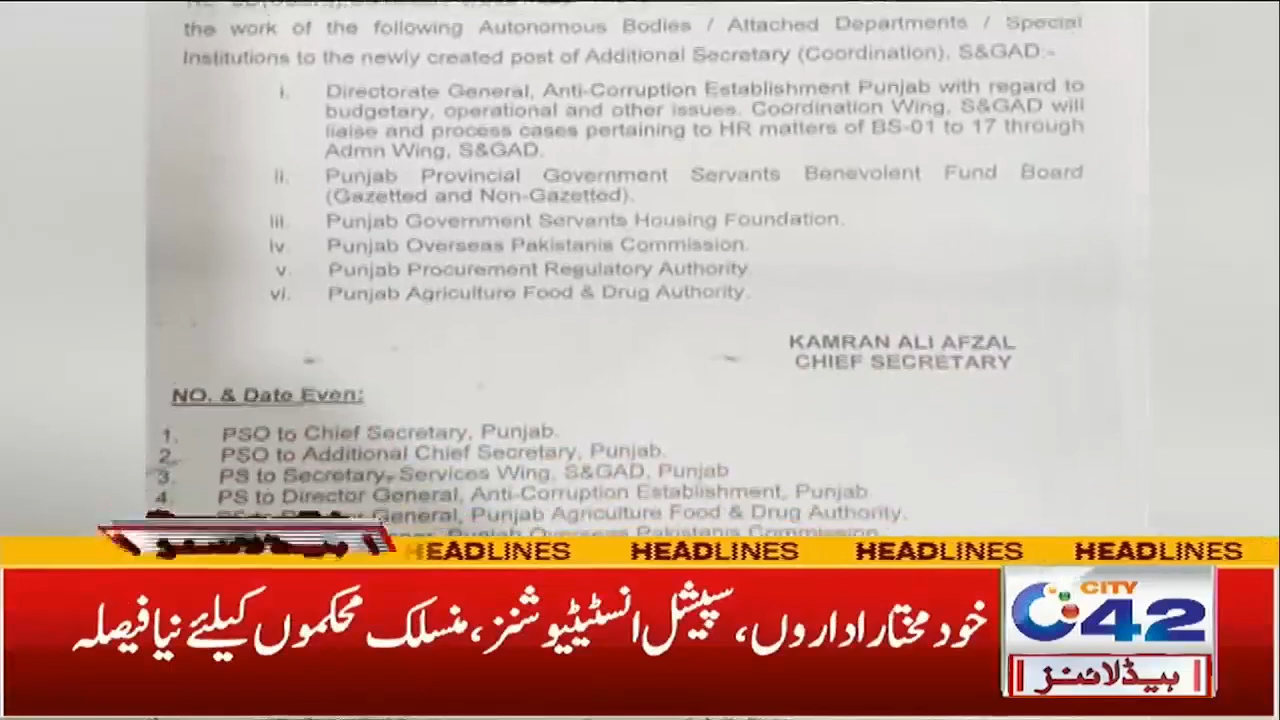 the work of the following Autonomous Bodies / Attached Departments / Special
Institutions to the newly created post of Additional Secretary (Coordination), S&GAD:-
i. Directorate General, Anti-Corruption Establishment Punjab with regard to
budgetary, operational and other issues. Coordination Wing, S&GAD will
liaise and process cases pertaining to HR matters of BS-01 to 17 through
Admn Wing, S&GAD.
ii. Punjab Provincial Government Servants Benevolent Fund Board
(Gazetted and Non-Gazetted).
iii. Punjab Government Servants Housing Foundation.
iv. Punjab Overseas Pakistanis Commission.
v. Punjab Procurement Regulatory Authority
vi. Punjab Agriculture Food & Drug Authority.
KAMRAN ALI AFZAL
CHIEF SECRETARY
NO. & Date Even:
1. PSO to Chief Secretary, Punjab.
2. PSO to Additional Chief Secretary, Punjab.
3. PS to Secretary, Services Wing, S&GAD, Punjab
4. PS to Director General, Anti-Corruption Establishment, Punjab
General, Punjab Agriculture Food & Drug Authority.
Punjab Overseas Pakistanis Commission
ہیڈلائنز HEADLINES HEADLINES HEADLINES HEADLINES
خود مختار اداروں، سپیشل انسٹیٹیوشنز، منسلک محکموں کیلئے نیا فیصلہ
CITY
42
ہیڈلائنز